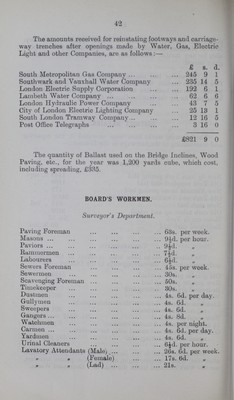 42
The amounts received for reinstating footways and carriage-
way trenches after openings made by Water, Gas, Electric
Light and other Companies, are as follows:—
£ s. d.
South Metropolitan Gas Company ... 245 9 1
Southwark and Vauxhall Water Company 235 14 5
London Electric Supply Corporation ... 192 6 1
Lambeth Water Company ... 62 6 6
London Hydraulic Power Company 43 7 5
City of London Electric Lighting Company 25 13 1
South London Tramway Company ... 12 16 5
Post Office Telegraphs 3 16 0
£821 9 0
The quantity of Ballast used on the Bridge Inclines, Wood
Paving, etc., for the year was 1,200 yards cube, which cost,
including spreading, £335.
BOARD'S WORKMEN.
Surveyor's Department.
Paving Foreman ... 63s. per week.
Masons ... 9½d. per hour.
Paviors ... 9½d. „
Rammermen ... 7½d. „
Labourers ... 6½d. „
Sewers Foreman ... 45s. per week.
Sewermen ... 30s. „
Scavenging Foreman ... 50s. „
Timekeeper ... 30s. „
Dustmen ... 4s. 6d. per day.
Gullymen ... 4s. 6d. „
Sweepers ... 4s. 6d. „
Gangers ... 4s. 8d. „
Watchmen ... 4s. per night.
Carmen ... 4s. 6d. per day.
Yardmen ... 4s. 6d. „
Urinal Cleaners ... 6½d. per hour.
Lavatory Attendants (Male) ... 26s. 6d. per week.
„ „ (Female) ... 17s. 6d. „
„ „ (Lad) ... 21s. „